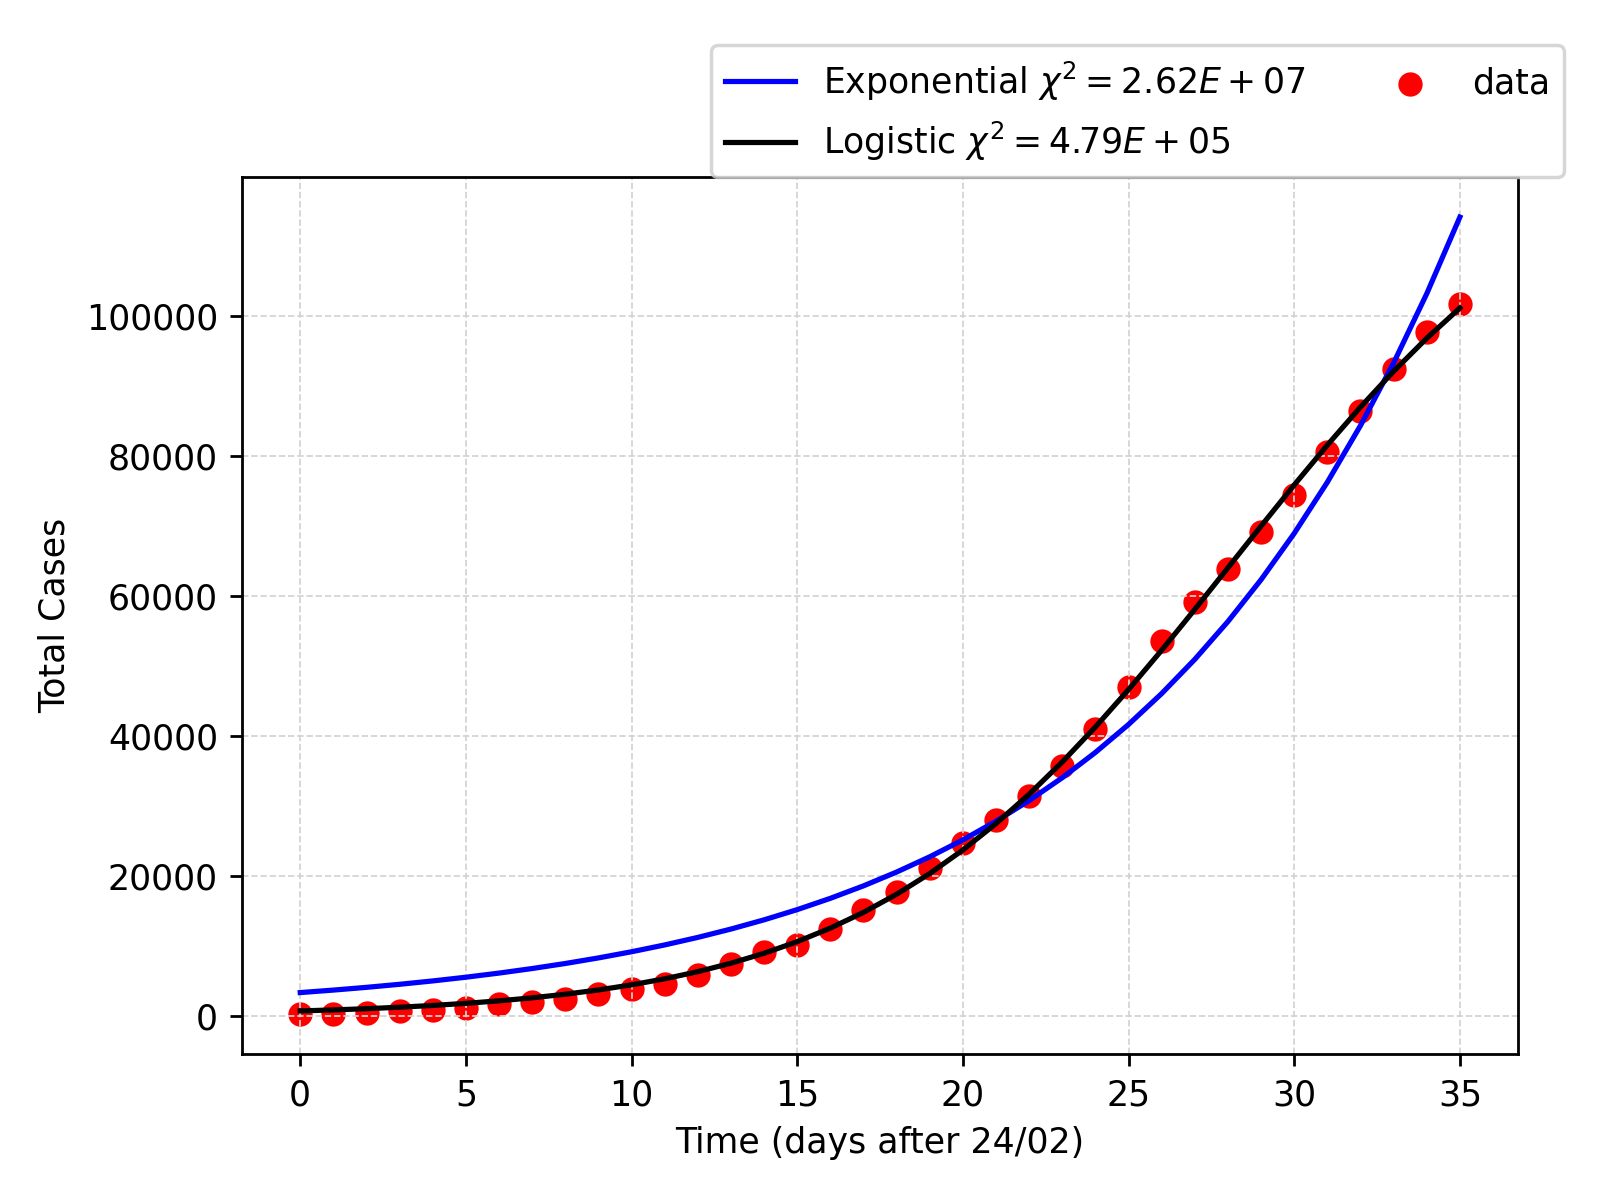 Exponential χ² = 2.62E + 07
data
Logistic χ² = 4.79E + 05
100000
80000
60000
40000
20000
0
Total Cases
0 5 10 15 20 25 30 35
Time (days after 24/02)